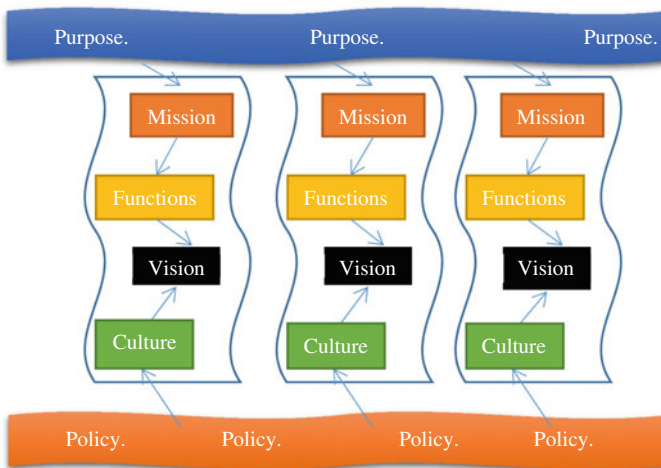 Purpose. Purpose. Purpose.
Mission Mission Mission
Functions Functions Functions
Vision Vision Vision
Culture Culture Culture
Policy. Policy. Policy. Policy.